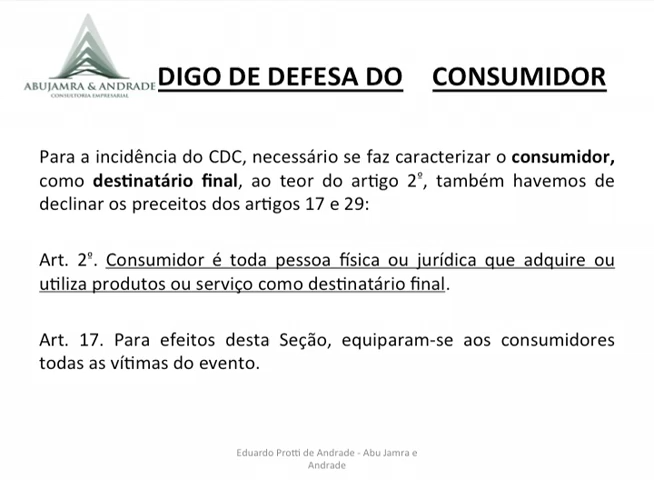 ABUJAMRA & ANDRADE
CONSULTORIA EMPRESARIAL
DIGO DE DEFESA DO CONSUMIDOR
Para a incidência do CDC, necessário se faz caracterizar o consumidor,
como destinatário final, ao teor do artigo 2º, também havemos de
declinar os preceitos dos artigos 17 e 29:
Art. 2º. Consumidor é toda pessoa física ou jurídica que adquire ou
utiliza produtos ou serviço como destinatário final.
Art. 17. Para efeitos desta Seção, equiparam-se aos consumidores
todas as vítimas do evento.
Eduardo Protti de Andrade - Abu Jamra e
Andrade